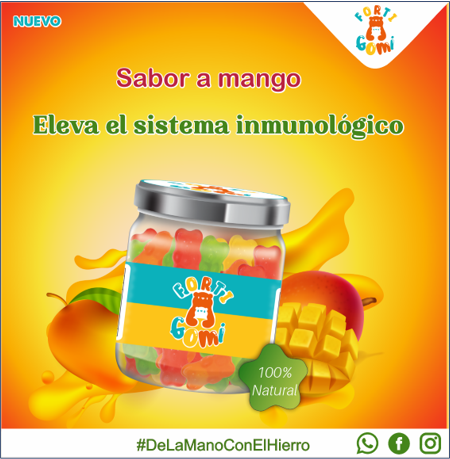 NUEVO
FORTI
GOMi
Sabor a mango
Eleva el sistema inmunológico
FORTI
GOMi
100%
Natural
#DeLaManoConElHierro